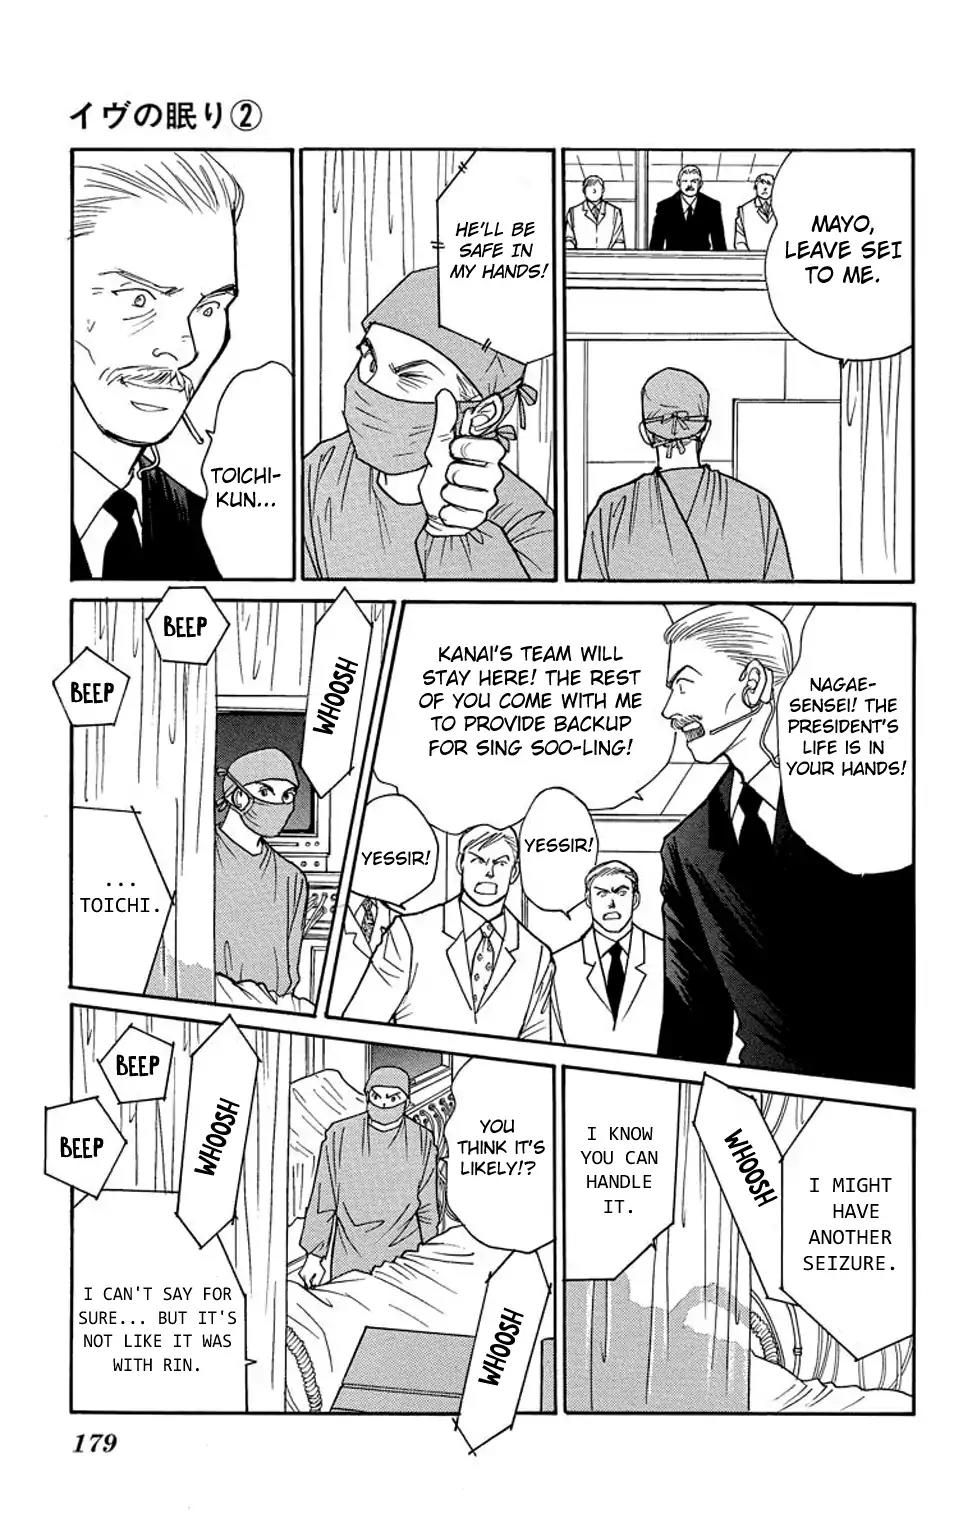 イヴの眠り②
MAYO,
LEAVE SEI
TO ME.
HE'LL BE
SAFE IN
MY HANDS!
TOICHI-
KUN...
NAGAE-
SENSEI! THE
PRESIDENT'S
LIFE IS IN
YOUR HANDS!
KANAI'S TEAM WILL
STAY HERE! THE REST
OF YOU COME WITH ME
TO PROVIDE BACKUP
FOR SING SOO-LING!
YESSIR!
YESSIR!
WHOOSH
BEEP
BEEP
...
TOICHI.
I MIGHT
HAVE
ANOTHER
SEIZURE.
WHOOSH
I KNOW
YOU CAN
HANDLE
IT.
YOU
THINK IT'S
LIKELY!?
WHOOSH
WHOOSH
BEEP
BEEP
I CAN'T SAY FOR
SURE... BUT IT'S
NOT LIKE IT WAS
WITH RIN.
179